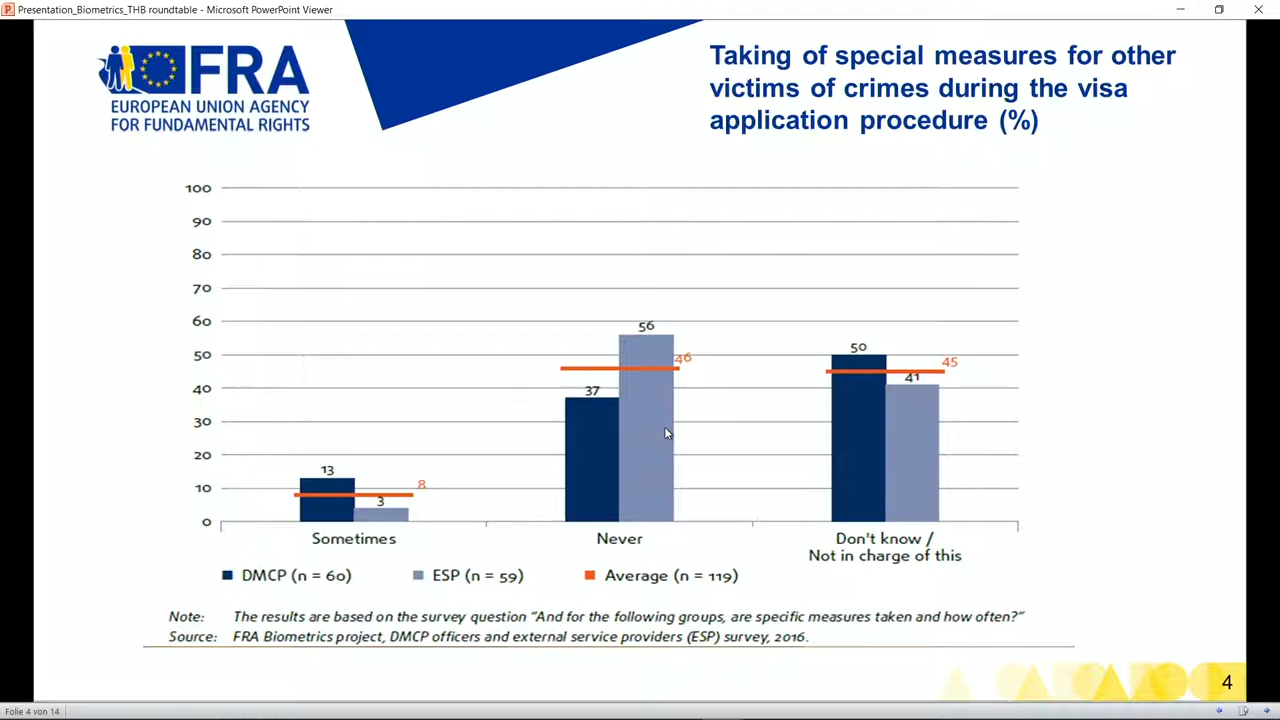 Presentation_Biometrics_THB roundtable - Microsoft PowerPoint Viewer
FRA
EUROPEAN UNION AGENCY
FOR FUNDAMENTAL RIGHTS
Taking of special measures for other
victims of crimes during the visa
application procedure (%)
100
90
80
70
60
50
40
30
20
10
0
13
3
8
37
56
46
50
41
45
Sometimes
Never
Don't know /
Not in charge of this
DMCP (n = 60)
ESP (n = 59)
Average (n = 119)
Note: The results are based on the survey question "And for the following groups, are specific measures taken and how often?"
Source: FRA Biometrics project, DMCP officers and external service providers (ESP) survey, 2016.
4
Folie 4 von 14